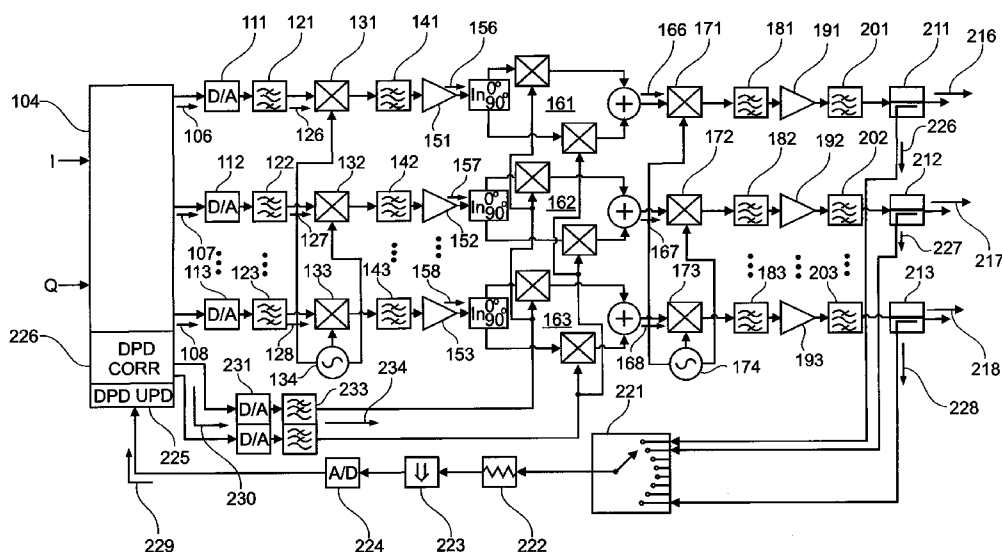 111 121 131 141 156 166 171 181 191 201 211 216
104
D/A
In 0° 90°
161
106 126 151 226
I
112 122 132 142 157 172 182 192 202 212
D/A
In 0° 90°
162
107 127 152 167 227 217
113 123 133 143 158 173 183 203 213
Q
D/A
In 0° 90°
163
108 128 134 153 168 174 193 218
226
DPD
CORR
DPD UPD
231 233 234
D/A
D/A
221
228
225
230
A/D
229 224 223 222